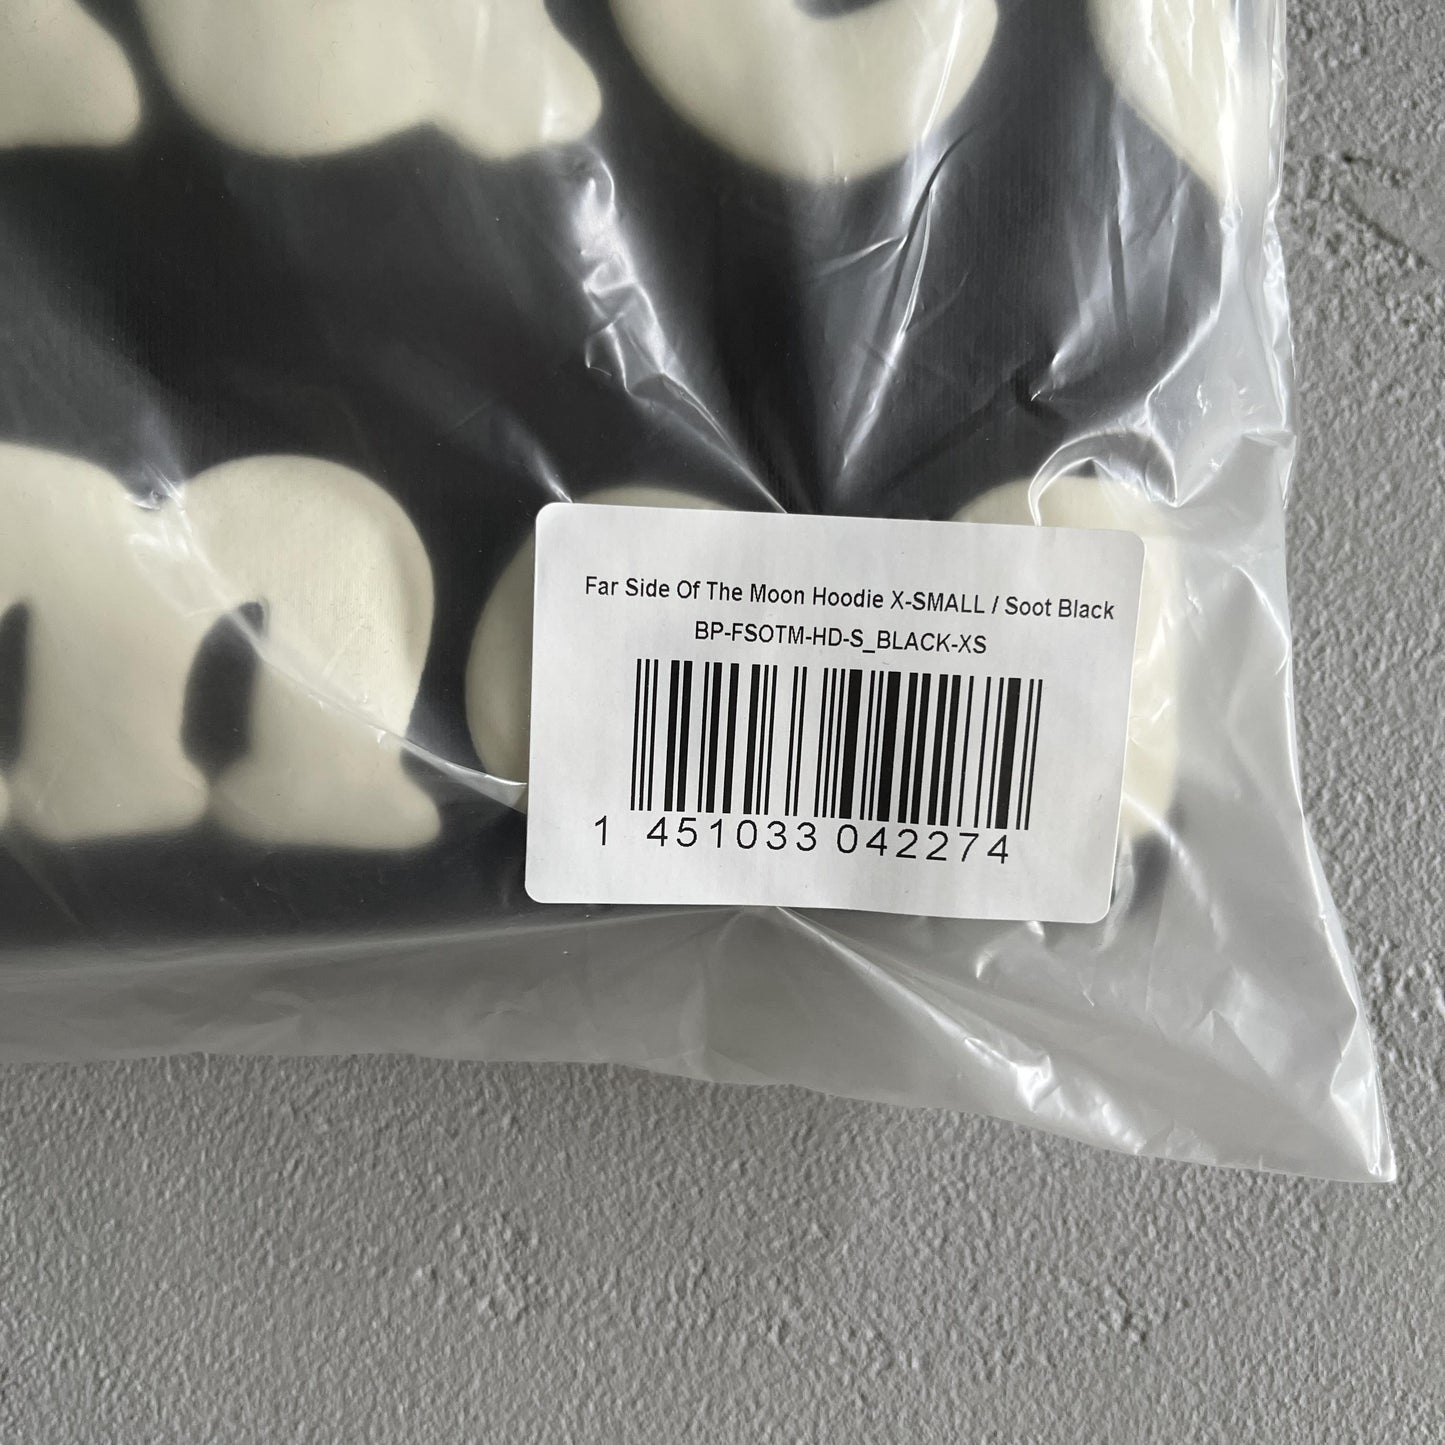 Far Side Of The Moon Hoodie X-SMALL / Soot Black
BP-FSOTM-HD-S_BLACK-XS
1 451033 042274